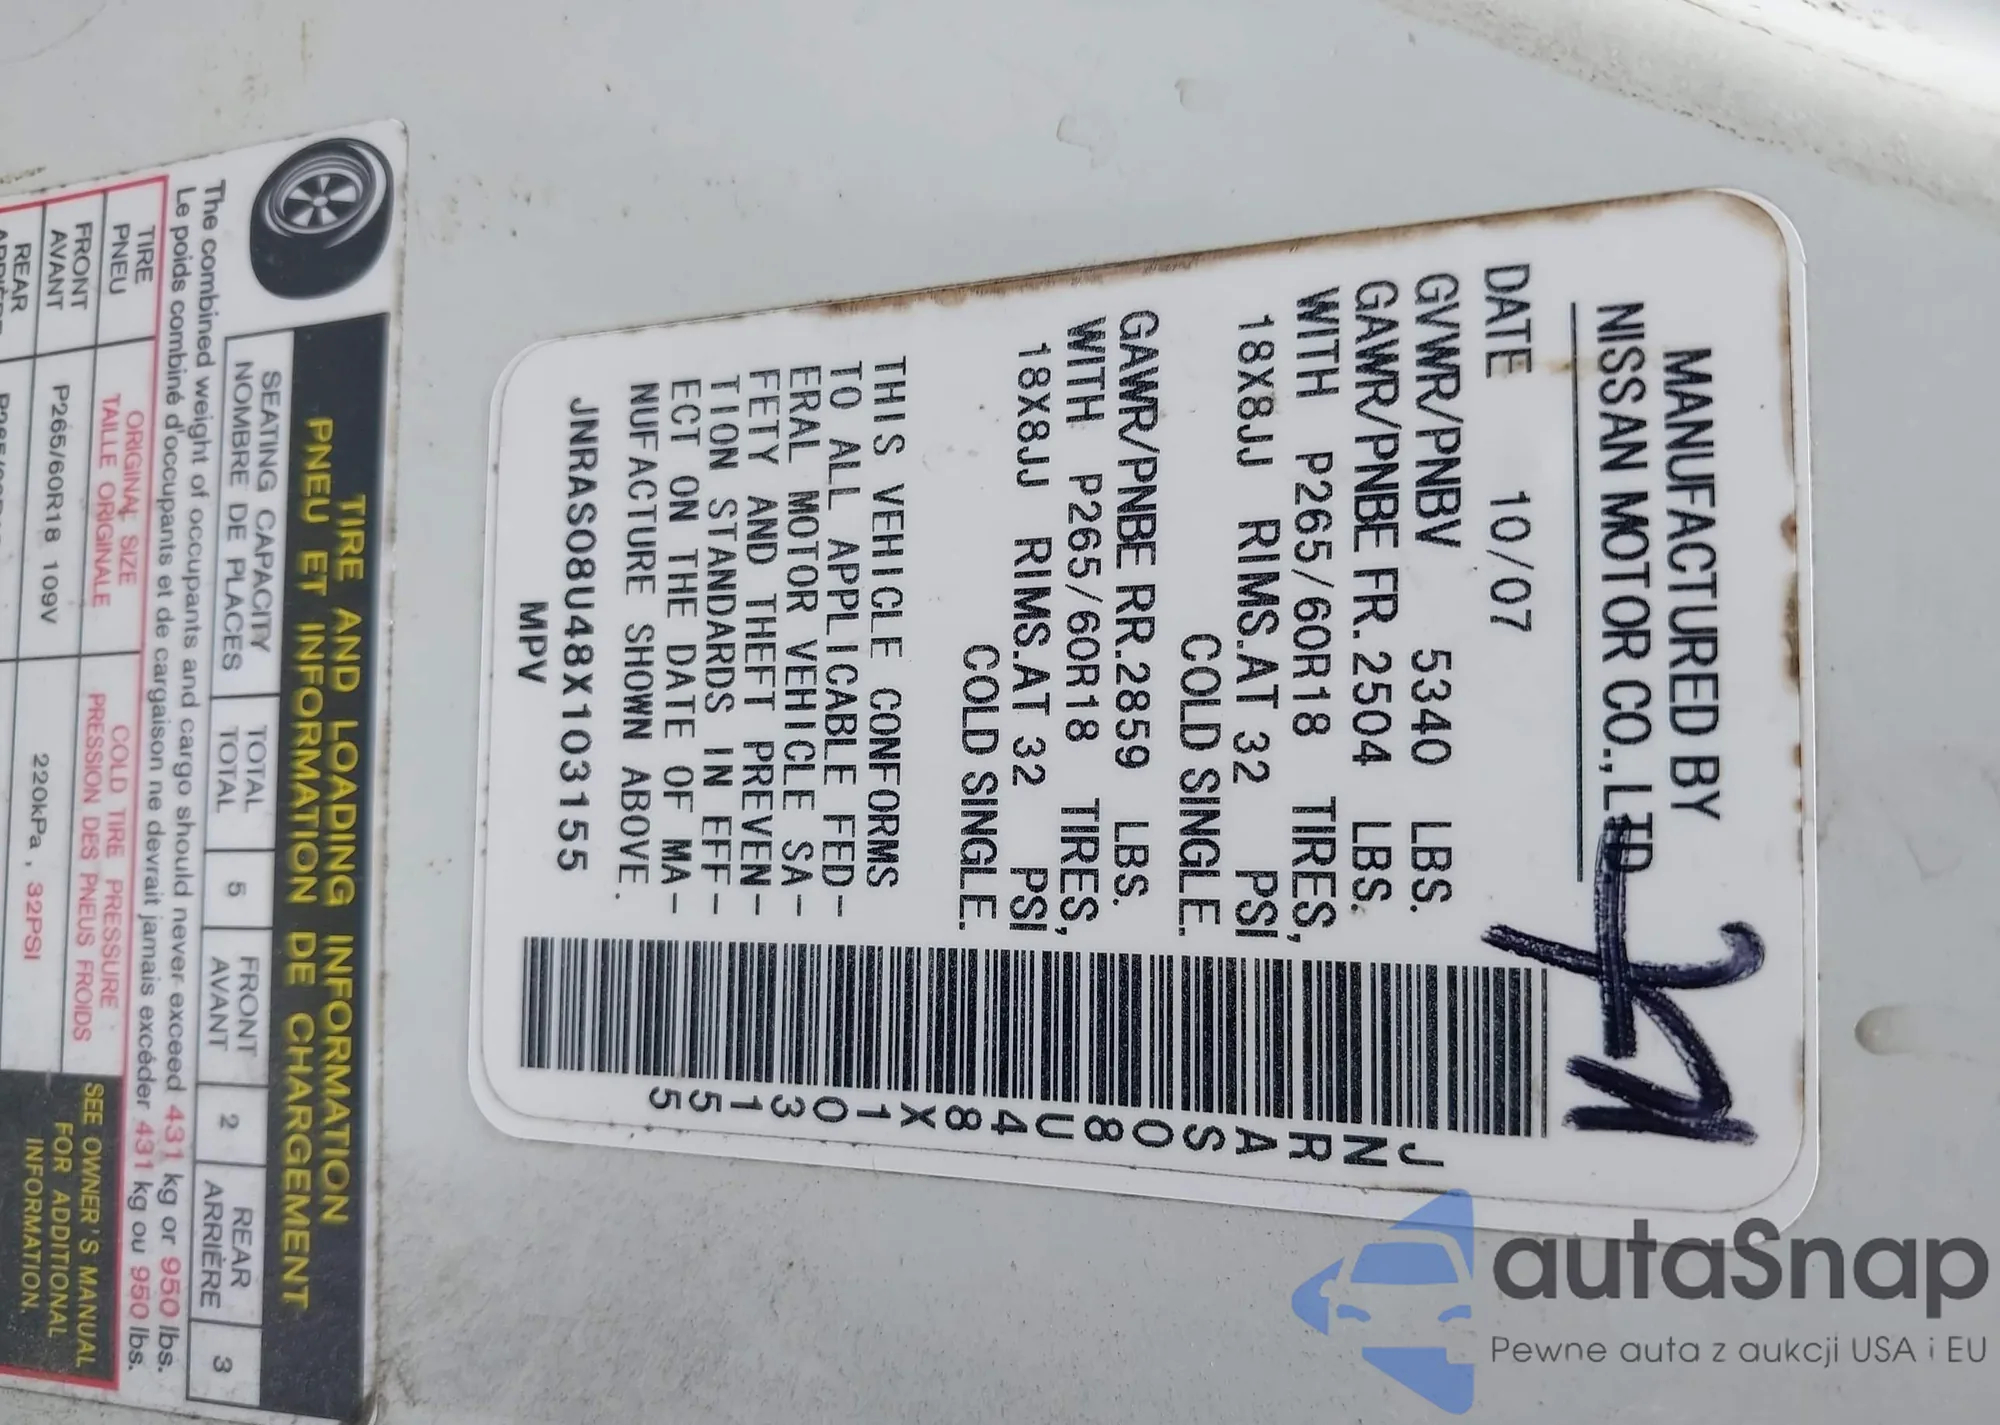 MANUFACTURED BY
NISSAN MOTOR CO., LTD.
DATE 10/07
GVWR/PNBV 5340 LBS.
GAWR/PNBE FR. 2504 LBS.
WITH P265/60R18 TIRES,
18X8JJ RIMS.AT 32 PSI
COLD SINGLE.
GAWR/PNBE RR.2859 LBS.
WITH P265/60R18 TIRES,
18X8JJ RIMS.AT 32 PSI
COLD SINGLE.
THIS VEHICLE CONFORMS
TO ALL APPLICABLE FED-
ERAL MOTOR VEHICLE SA-
FETY AND THEFT PREVEN-
TION STANDARDS IN EFF-
ECT ON THE DATE OF MA-
NUFACTURE SHOWN ABOVE.
JNRAS08U48X103155
MPV
JNRAS08U48X103155
TIRE AND LOADING INFORMATION
PNEU ET INFORMATION DE CHARGEMENT
SEATING CAPACITY TOTAL 5 FRONT 2 REAR 3
NOMBRE DE PLACES TOTAL AVANT ARRIÈRE
The combined weight of occupants and cargo should never exceed 431 kg or 950 lbs.
Le poids combiné d'occupants et de cargaison ne devrait jamais excéder 431 kg ou 950 lbs.
TIRE ORIGINAL SIZE COLD TIRE PRESSURE
PNEU TAILLE ORIGINALE PRESSION DES PNEUS FROIDS
FRONT
AVANT P265/60R18 109V 220kPa , 32PSI
REAR
SEE OWNER'S MANUAL
FOR ADDITIONAL
INFORMATION.
autaSnap
Pewne auta z aukcji USA i EU